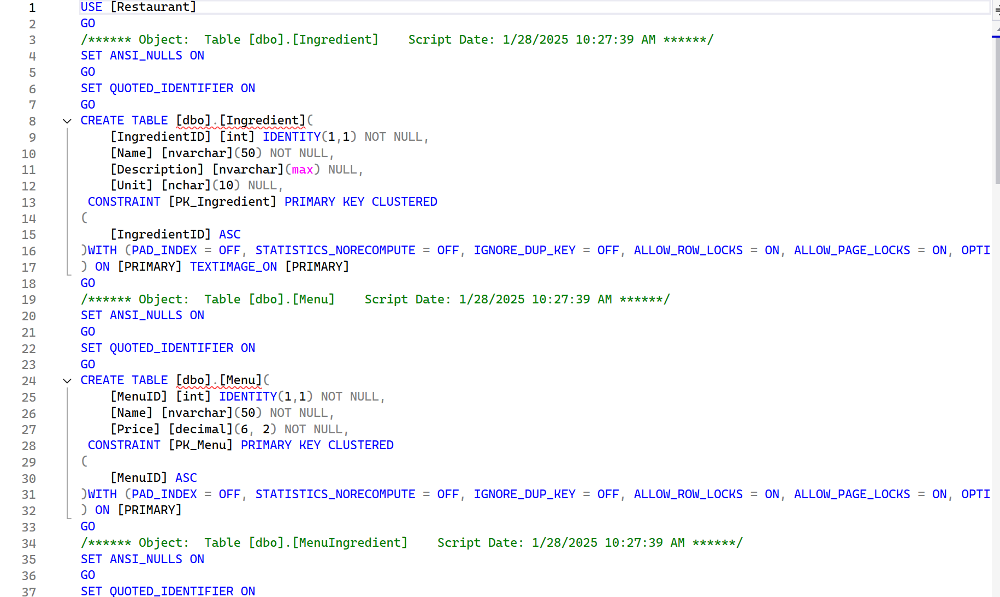 1 USE [Restaurant]
2 GO
3 /****** Object:  Table [dbo].[Ingredient]    Script Date: 1/28/2025 10:27:39 AM ******/
4 SET ANSI_NULLS ON
5 GO
6 SET QUOTED_IDENTIFIER ON
7 GO
8 CREATE TABLE [dbo].[Ingredient](
9     [IngredientID] [int] IDENTITY(1,1) NOT NULL,
10     [Name] [nvarchar](50) NOT NULL,
11     [Description] [nvarchar](max) NULL,
12     [Unit] [nchar](10) NULL,
13  CONSTRAINT [PK_Ingredient] PRIMARY KEY CLUSTERED
14 (
15     [IngredientID] ASC
16 )WITH (PAD_INDEX = OFF, STATISTICS_NORECOMPUTE = OFF, IGNORE_DUP_KEY = OFF, ALLOW_ROW_LOCKS = ON, ALLOW_PAGE_LOCKS = ON, OPTI
17 ) ON [PRIMARY] TEXTIMAGE_ON [PRIMARY]
18 GO
19 /****** Object:  Table [dbo].[Menu]    Script Date: 1/28/2025 10:27:39 AM ******/
20 SET ANSI_NULLS ON
21 GO
22 SET QUOTED_IDENTIFIER ON
23 GO
24 CREATE TABLE [dbo].[Menu](
25     [MenuID] [int] IDENTITY(1,1) NOT NULL,
26     [Name] [nvarchar](50) NOT NULL,
27     [Price] [decimal](6, 2) NOT NULL,
28  CONSTRAINT [PK_Menu] PRIMARY KEY CLUSTERED
29 (
30     [MenuID] ASC
31 )WITH (PAD_INDEX = OFF, STATISTICS_NORECOMPUTE = OFF, IGNORE_DUP_KEY = OFF, ALLOW_ROW_LOCKS = ON, ALLOW_PAGE_LOCKS = ON, OPTI
32 ) ON [PRIMARY]
33 GO
34 /****** Object:  Table [dbo].[MenuIngredient]    Script Date: 1/28/2025 10:27:39 AM ******/
35 SET ANSI_NULLS ON
36 GO
37 SET QUOTED_IDENTIFIER ON